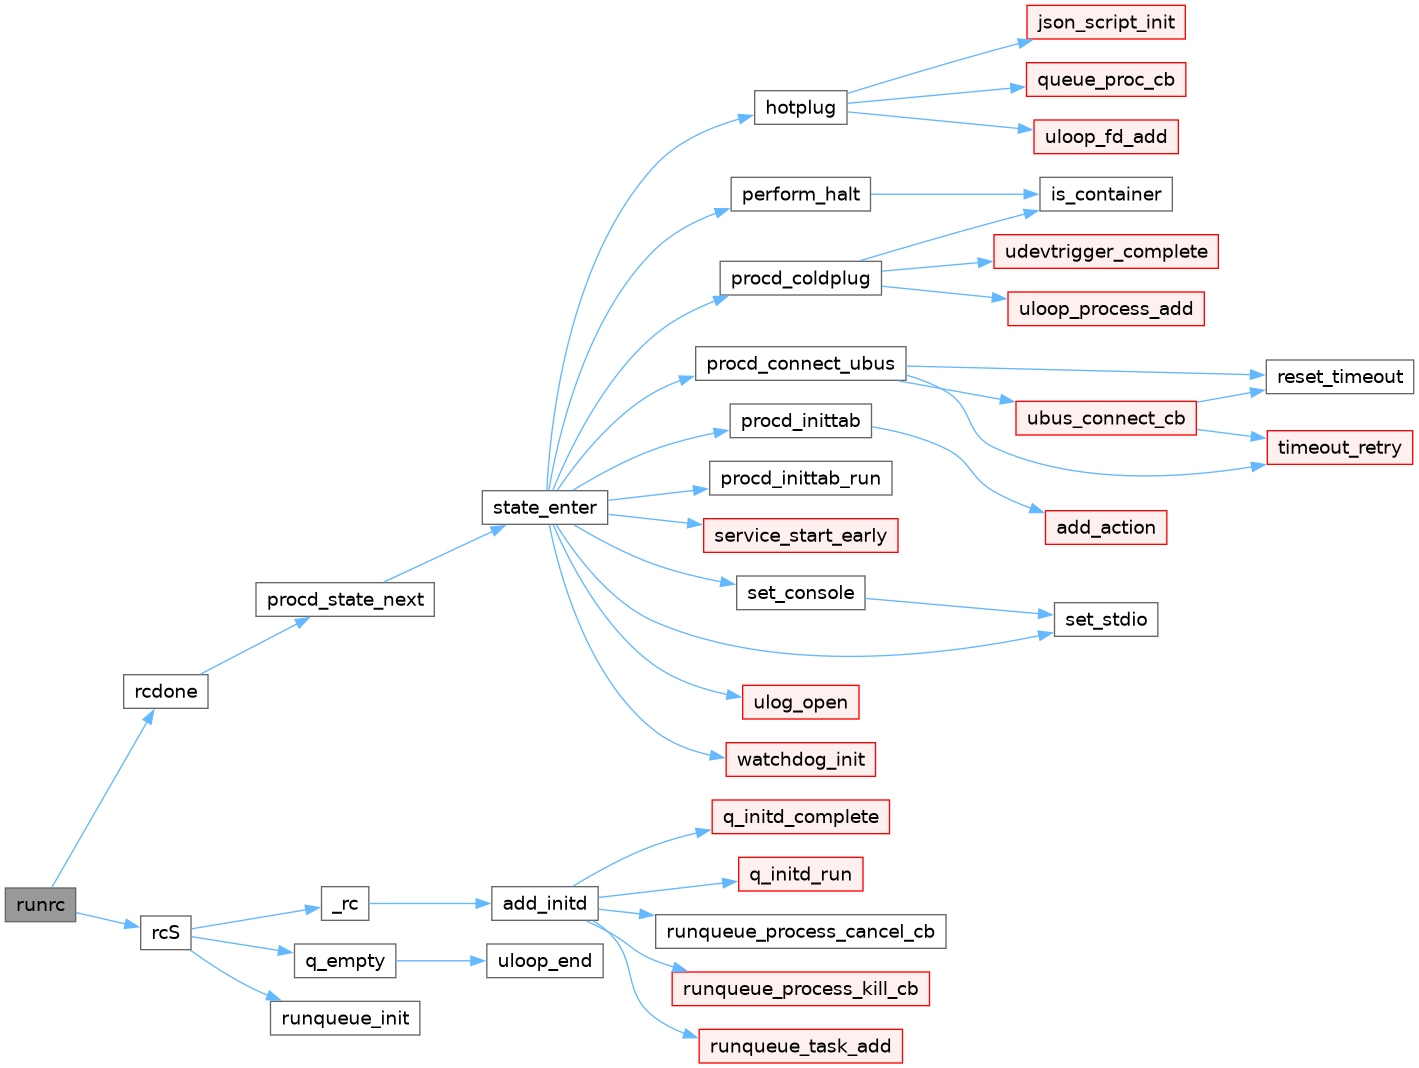 json_script_init
queue_proc_cb
hotplug
uloop_fd_add
perform_halt
is_container
udevtrigger_complete
procd_coldplug
uloop_process_add
procd_connect_ubus
reset_timeout
ubus_connect_cb
procd_inittab
timeout_retry
procd_inittab_run
state_enter
add_action
service_start_early
set_console
procd_state_next
set_stdio
rcdone
ulog_open
watchdog_init
q_initd_complete
q_initd_run
runrc
_rc
add_initd
rcS
runqueue_process_cancel_cb
q_empty
uloop_end
runqueue_process_kill_cb
runqueue_init
runqueue_task_add